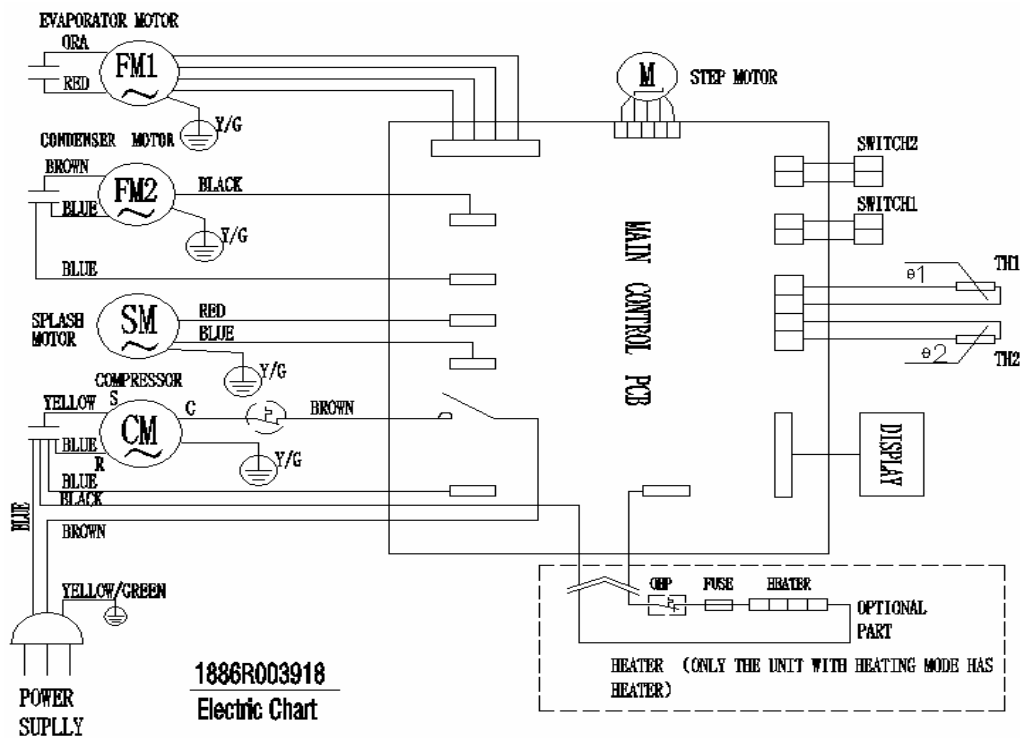 EVAPORATOR MOTOR
ORA
FM1
RED
Y/G
M
STEP MOTOR
CONDENSER MOTOR
BROWN
FM2
BLACK
BLUE
Y/G
BLUE
SWITCH2
SWITCH1
θ1
TH1
θ2
TH2
MAIN CONTROL PCB
SPLASH
MOTOR
SM
RED
BLUE
Y/G
COMPRESSOR
YELLOW
S
C
BROWN
CM
BLUE
R
Y/G
BLUE
BLACK
BLUE
BROWN
DISPLAY
YELLOW/GREEN
OHP
FUSE
HEATER
OPTIONAL
PART
HEATER (ONLY THE UNIT WITH HEATING MODE HAS
HEATER)
POWER
SUPLLY
1886R003918
Electric Chart